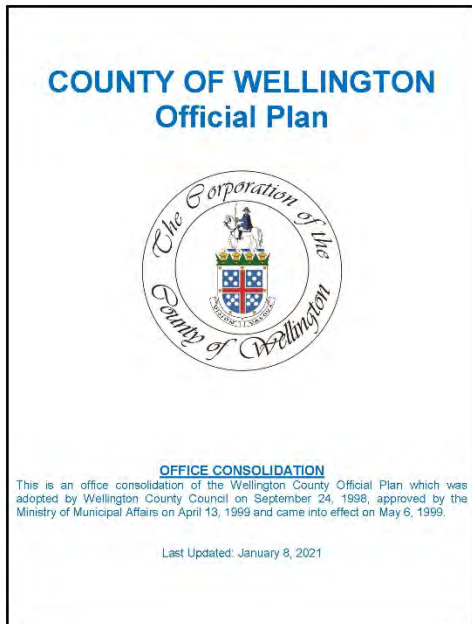 COUNTY OF WELLINGTON
Official Plan
The Corporation of the
County of Wellington
OFFICE CONSOLIDATION
This is an office consolidation of the Wellington County Official Plan which was
adopted by Wellington County Council on September 24, 1998, approved by the
Ministry of Municipal Affairs on April 13, 1999 and came into effect on May 6, 1999.
Last Updated: January 8, 2021